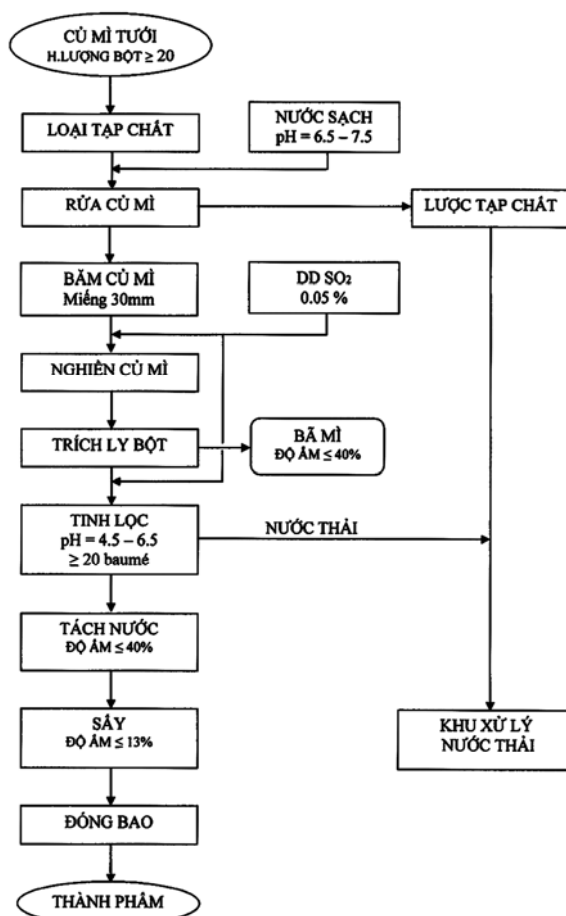 CỦ MÌ TƯỚI
H.LƯỢNG BỘT ≥ 20
LOẠI TẠP CHẤT
NƯỚC SẠCH
pH = 6.5 – 7.5
RỬA CỦ MÌ
LƯỢC TẠP CHẤT
BĂM CỦ MÌ
Miếng 30mm
DD SO₂
0.05 %
NGHIỀN CỦ MÌ
TRÍCH LY BỘT
BÃ MÌ
ĐỘ ẨM ≤ 40%
TINH LỌC
pH = 4.5 – 6.5
≥ 20 baumé
NƯỚC THẢI
TÁCH NƯỚC
ĐỘ ẨM ≤ 40%
SẤY
ĐỘ ẨM ≤ 13%
KHU XỬ LÝ
NƯỚC THẢI
ĐÓNG BAO
THÀNH PHẨM